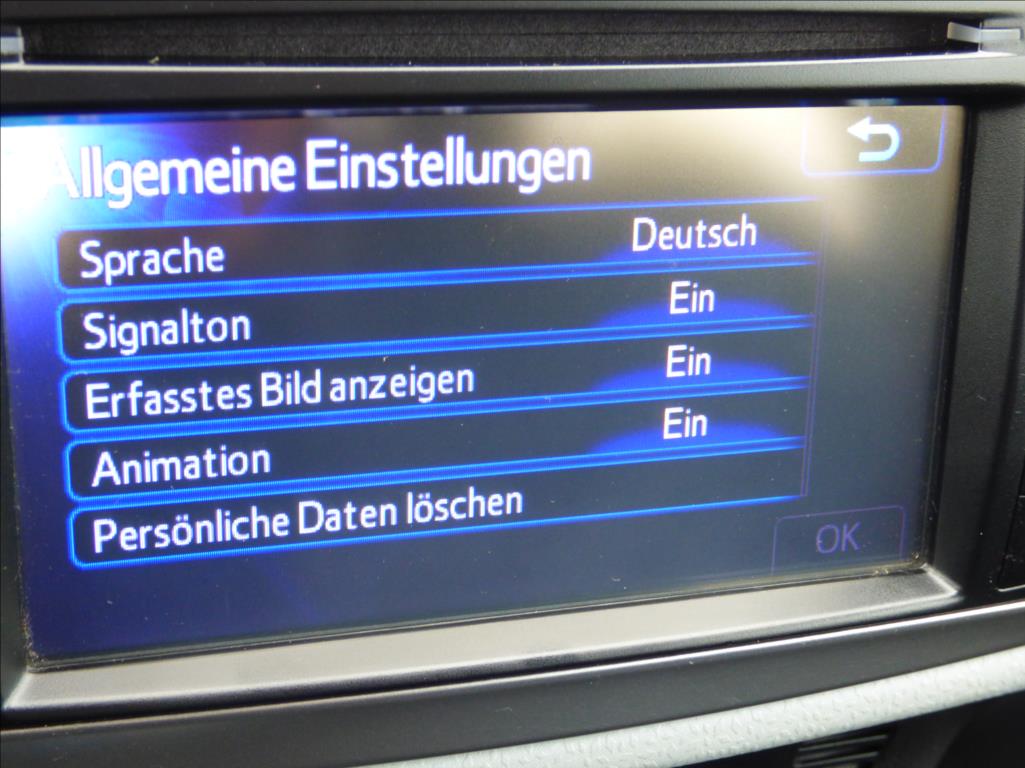 Allgemeine Einstellungen
Sprache Deutsch
Signalton Ein
Erfasstes Bild anzeigen Ein
Animation Ein
Persönliche Daten löschen
OK